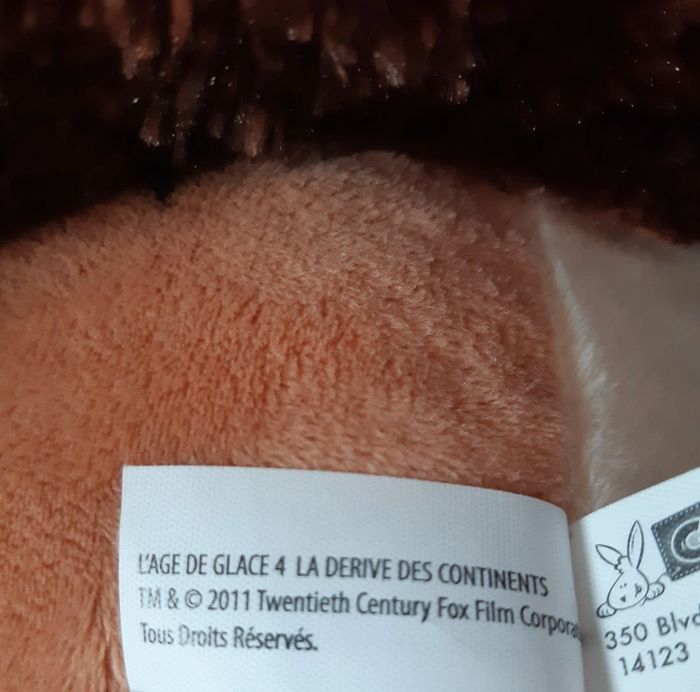 L'AGE DE GLACE 4 LA DERIVE DES CONTINENTS
TM & © 2011 Twentieth Century Fox Film Corpora
Tous Droits Réservés.
350 Blvd
14123